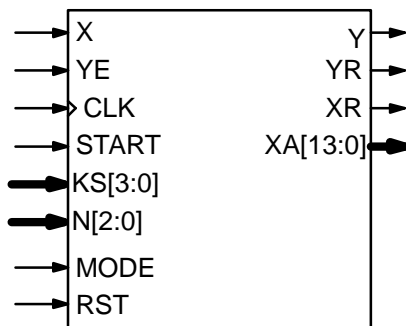 X Y
YE YR
CLK XR
START XA[13:0]
KS[3:0]
N[2:0]
MODE
RST